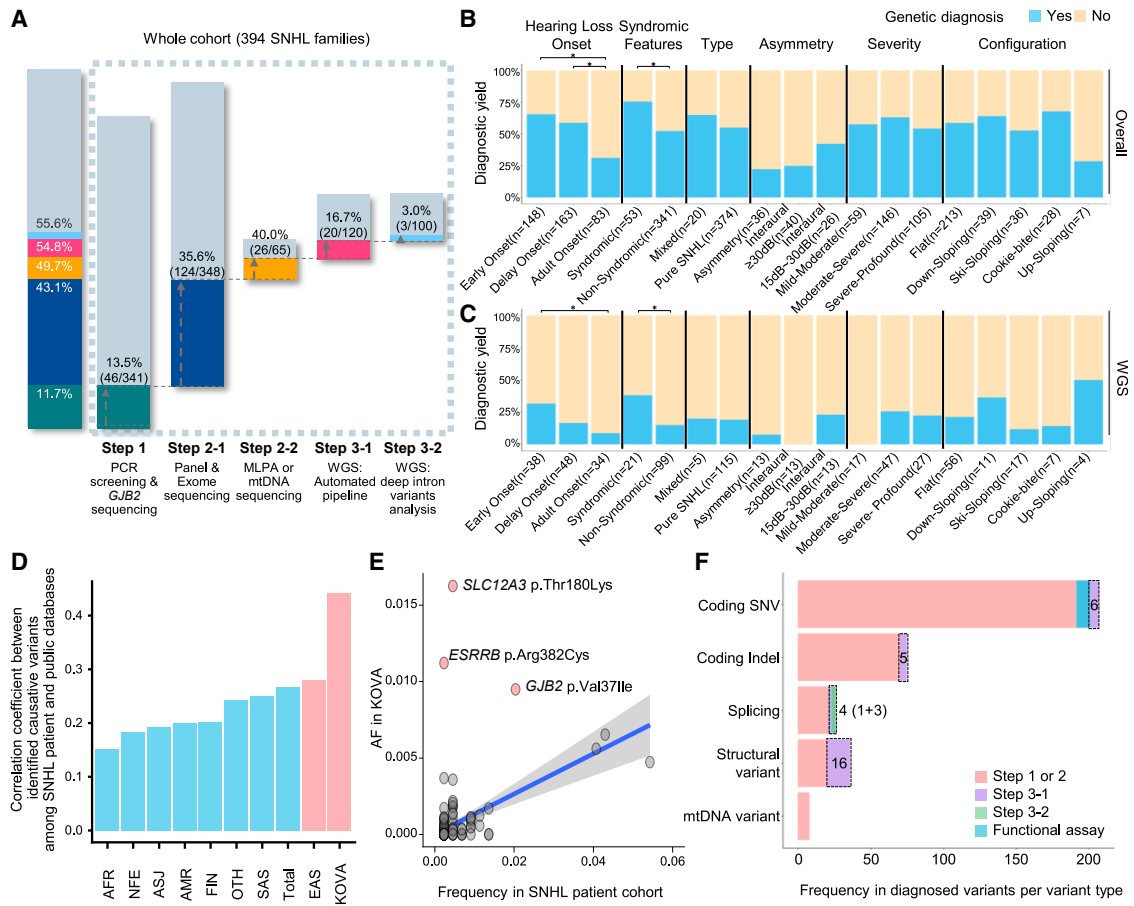 A
Whole cohort (394 SNHL families)
55.6%
54.8%
49.7%
43.1%
11.7%
13.5%
(46/341)
35.6%
(124/348)
40.0%
(26/65)
16.7%
(20/120)
3.0%
(3/100)
Step 1
PCR
screening &
GJB2
sequencing
Step 2-1
Panel &
Exome
sequencing
Step 2-2
MLPA or
mtDNA
sequencing
Step 3-1
WGS:
Automated
pipeline
Step 3-2
WGS:
deep intron
variants
analysis
B
Genetic diagnosis
Yes
No
Hearing Loss
Onset
Syndromic
Features
Type
Asymmetry
Severity
Configuration
*
*
*
Diagnostic yield
100%
75%
50%
25%
0%
Overall
Early Onset(n=148)
Delay Onset(n=163)
Adult Onset(n=83)
Syndromic(n=53)
Non-Syndromic(n=341)
Mixed(n=20)
Pure SNHL(n=374)
Asymmetry(n=36)
Interaural
≥30dB(n=40)
Interaural
15dB~30dB(n=26)
Mild-Moderate(n=59)
Moderate-Severe(n=146)
Severe-Profound(n=105)
Flat(n=213)
Down-Sloping(n=39)
Ski-Sloping(n=36)
Cookie-bite(n=28)
Up-Sloping(n=7)
C
*
*
Diagnostic yield
100%
75%
50%
25%
0%
WGS
Early Onset(n=38)
Delay Onset(n=48)
Adult Onset(n=34)
Syndromic(n=21)
Non-Syndromic(n=99)
Mixed(n=5)
Pure SNHL(n=115)
Asymmetry(n=13)
Interaural
≥30dB(n=13)
Interaural
15dB~30dB(n=13)
Mild-Moderate(n=17)
Moderate-Severe(n=47)
Severe- Profound(27)
Flat(n=56)
Down-Sloping(n=11)
Ski-Sloping(n=17)
Cookie-bite(n=7)
Up-Sloping(n=4)
D
Correlation coefficient between
identified causative variants
among SNHL patient and public databases
0.4
0.3
0.2
0.1
0.0
AFR
NFE
ASJ
AMR
FIN
OTH
SAS
Total
EAS
KOVA
E
AF in KOVA
0.015
0.010
0.005
0.000
SLC12A3 p.Thr180Lys
ESRRB p.Arg382Cys
GJB2 p.Val37Ile
0.00
0.02
0.04
0.06
Frequency in SNHL patient cohort
F
Coding SNV
6
Coding Indel
5
Splicing
4 (1+3)
Structural
variant
16
mtDNA variant
Step 1 or 2
Step 3-1
Step 3-2
Functional assay
0
50
100
150
200
Frequency in diagnosed variants per variant type